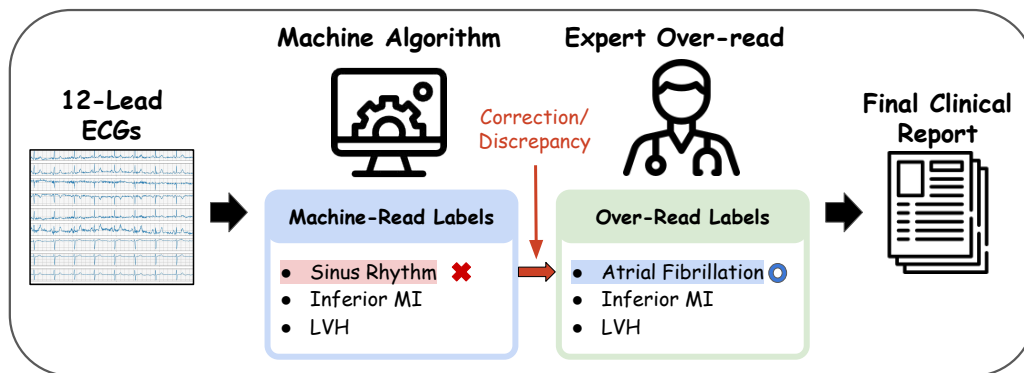 Machine Algorithm
Expert Over-read
12-Lead
ECGs
Correction/
Discrepancy
Final Clinical
Report
Machine-Read Labels
● Sinus Rhythm
● Inferior MI
● LVH
Over-Read Labels
● Atrial Fibrillation
● Inferior MI
● LVH